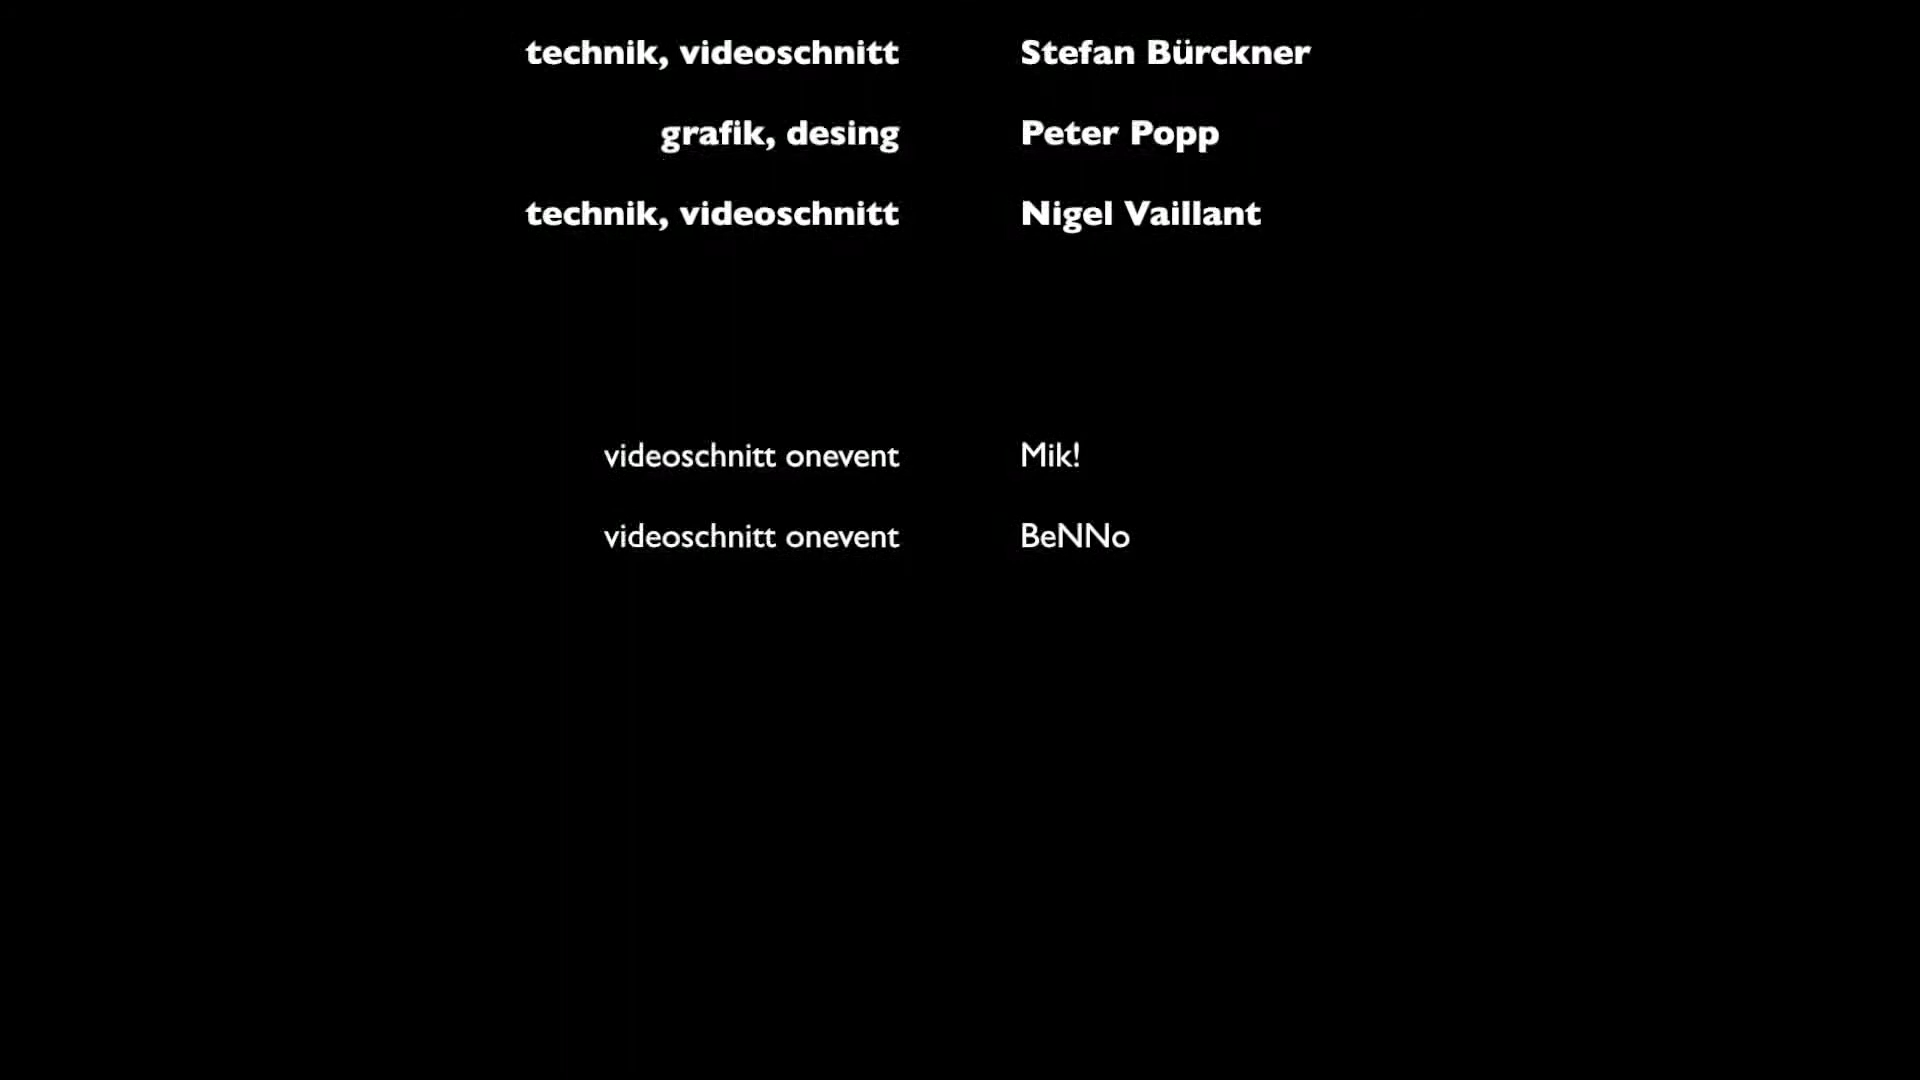 technik, videoschnitt Stefan Bürckner
grafik, desing Peter Popp
technik, videoschnitt Nigel Vaillant
videoschnitt onevent Mik!
videoschnitt onevent BeNNo